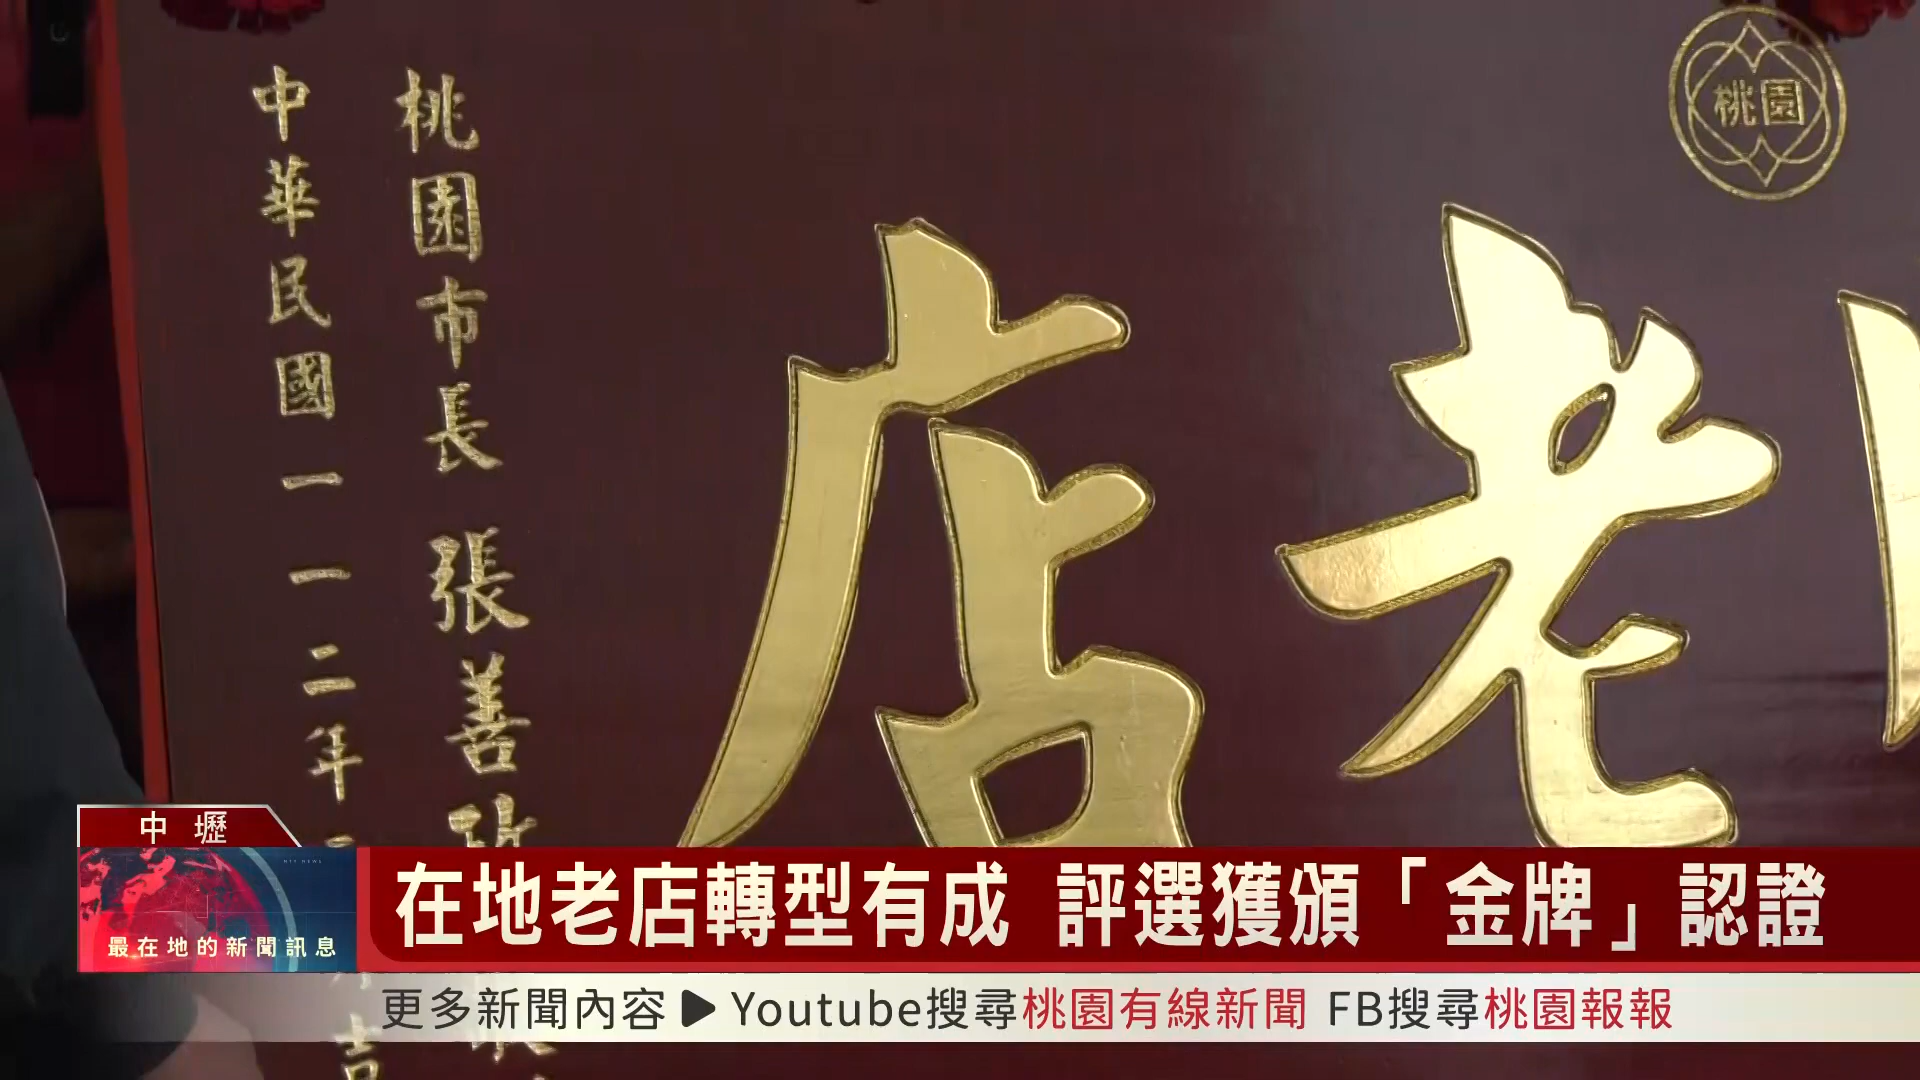 桃園
老
店
桃園市長 張善政
中華民國一一二年
中壢
NTV NEWS
最在地的新聞訊息
在地老店轉型有成 評選獲頒「金牌」認證
更多新聞內容▶Youtube搜尋桃園有線新聞 FB搜尋桃園報報